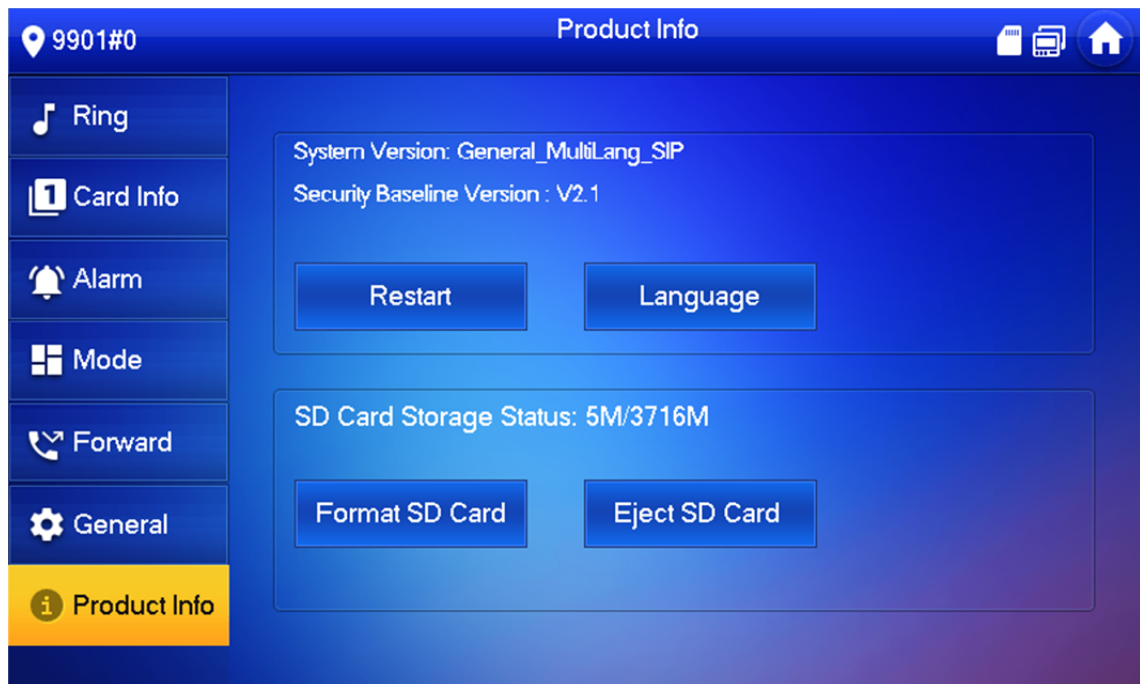 9901#0
Product Info
Ring
1 Card Info
Alarm
Mode
Forward
General
i Product Info
System Version: General_MultiLang_SIP
Security Baseline Version : V2.1
Restart
Language
SD Card Storage Status: 5M/3716M
Format SD Card
Eject SD Card